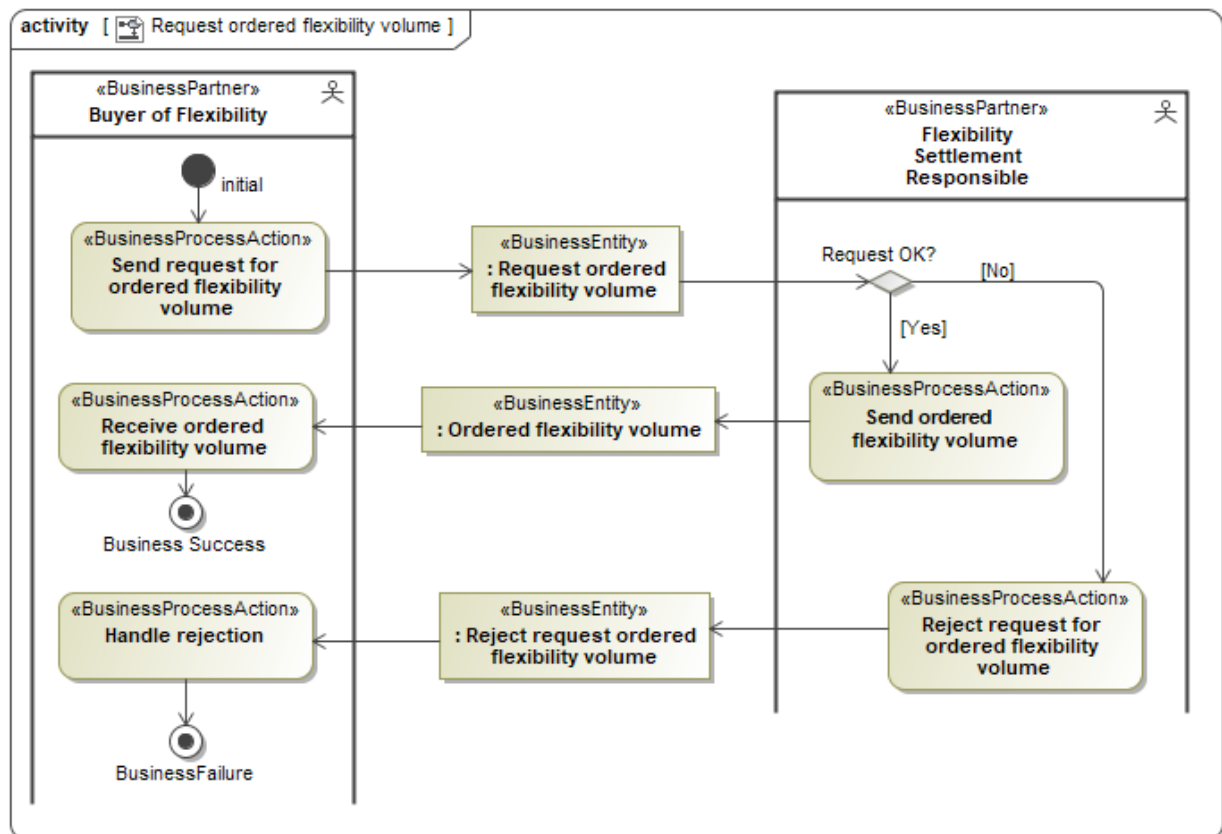 activity [ Request ordered flexibility volume ]
«BusinessPartner»
Buyer of Flexibility
«BusinessPartner»
Flexibility
Settlement
Responsible
initial
«BusinessProcessAction»
Send request for
ordered flexibility
volume
«BusinessEntity»
: Request ordered
flexibility volume
Request OK?
[No]
[Yes]
«BusinessProcessAction»
Send ordered
flexibility volume
«BusinessEntity»
: Ordered flexibility volume
«BusinessProcessAction»
Receive ordered
flexibility volume
Business Success
«BusinessProcessAction»
Reject request for
ordered flexibility
volume
«BusinessEntity»
: Reject request ordered
flexibility volume
«BusinessProcessAction»
Handle rejection
BusinessFailure